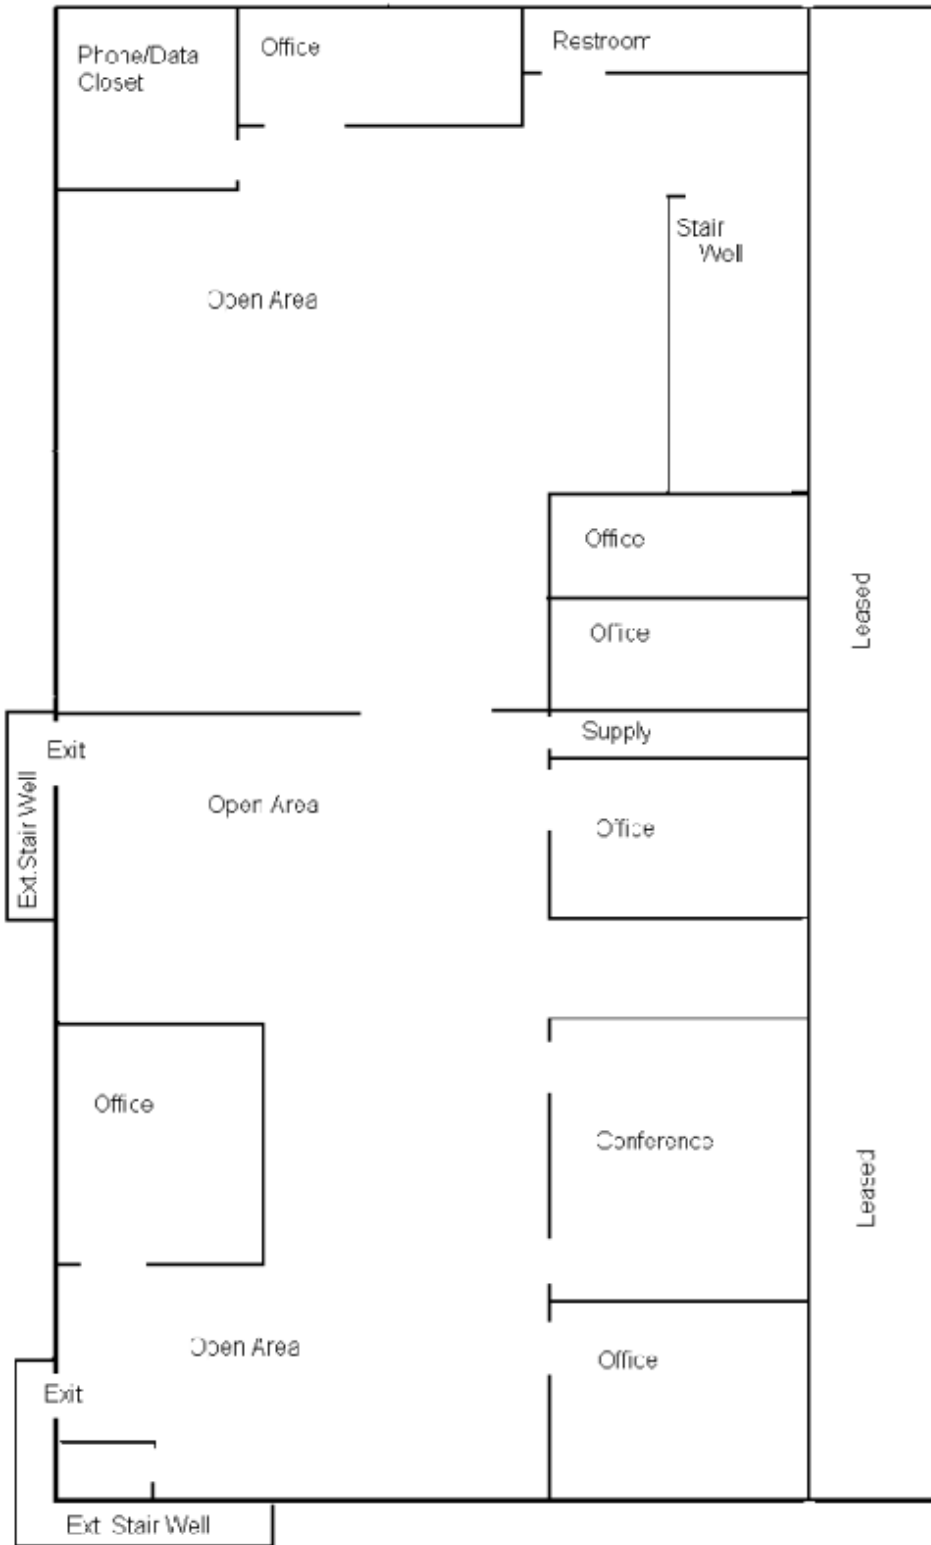 Phone/Data
Closet
Office
Restroom
Stair
Well
Open Area
Office
Leased
Office
Supply
Exit
Ext.Stair Well
Open Area
Office
Office
Conference
Leased
Open Area
Office
Exit
Ext. Stair Well